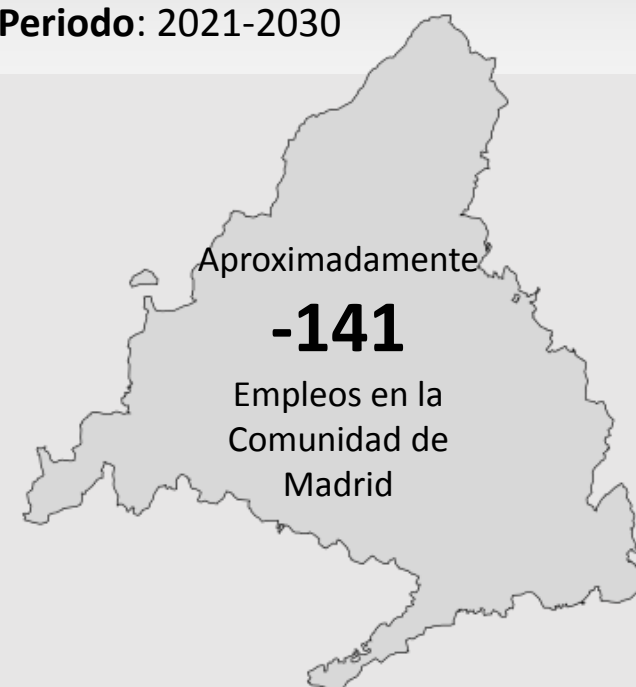 Periodo: 2021-2030
Aproximadamente
-141
Empleos en la
Comunidad de
Madrid